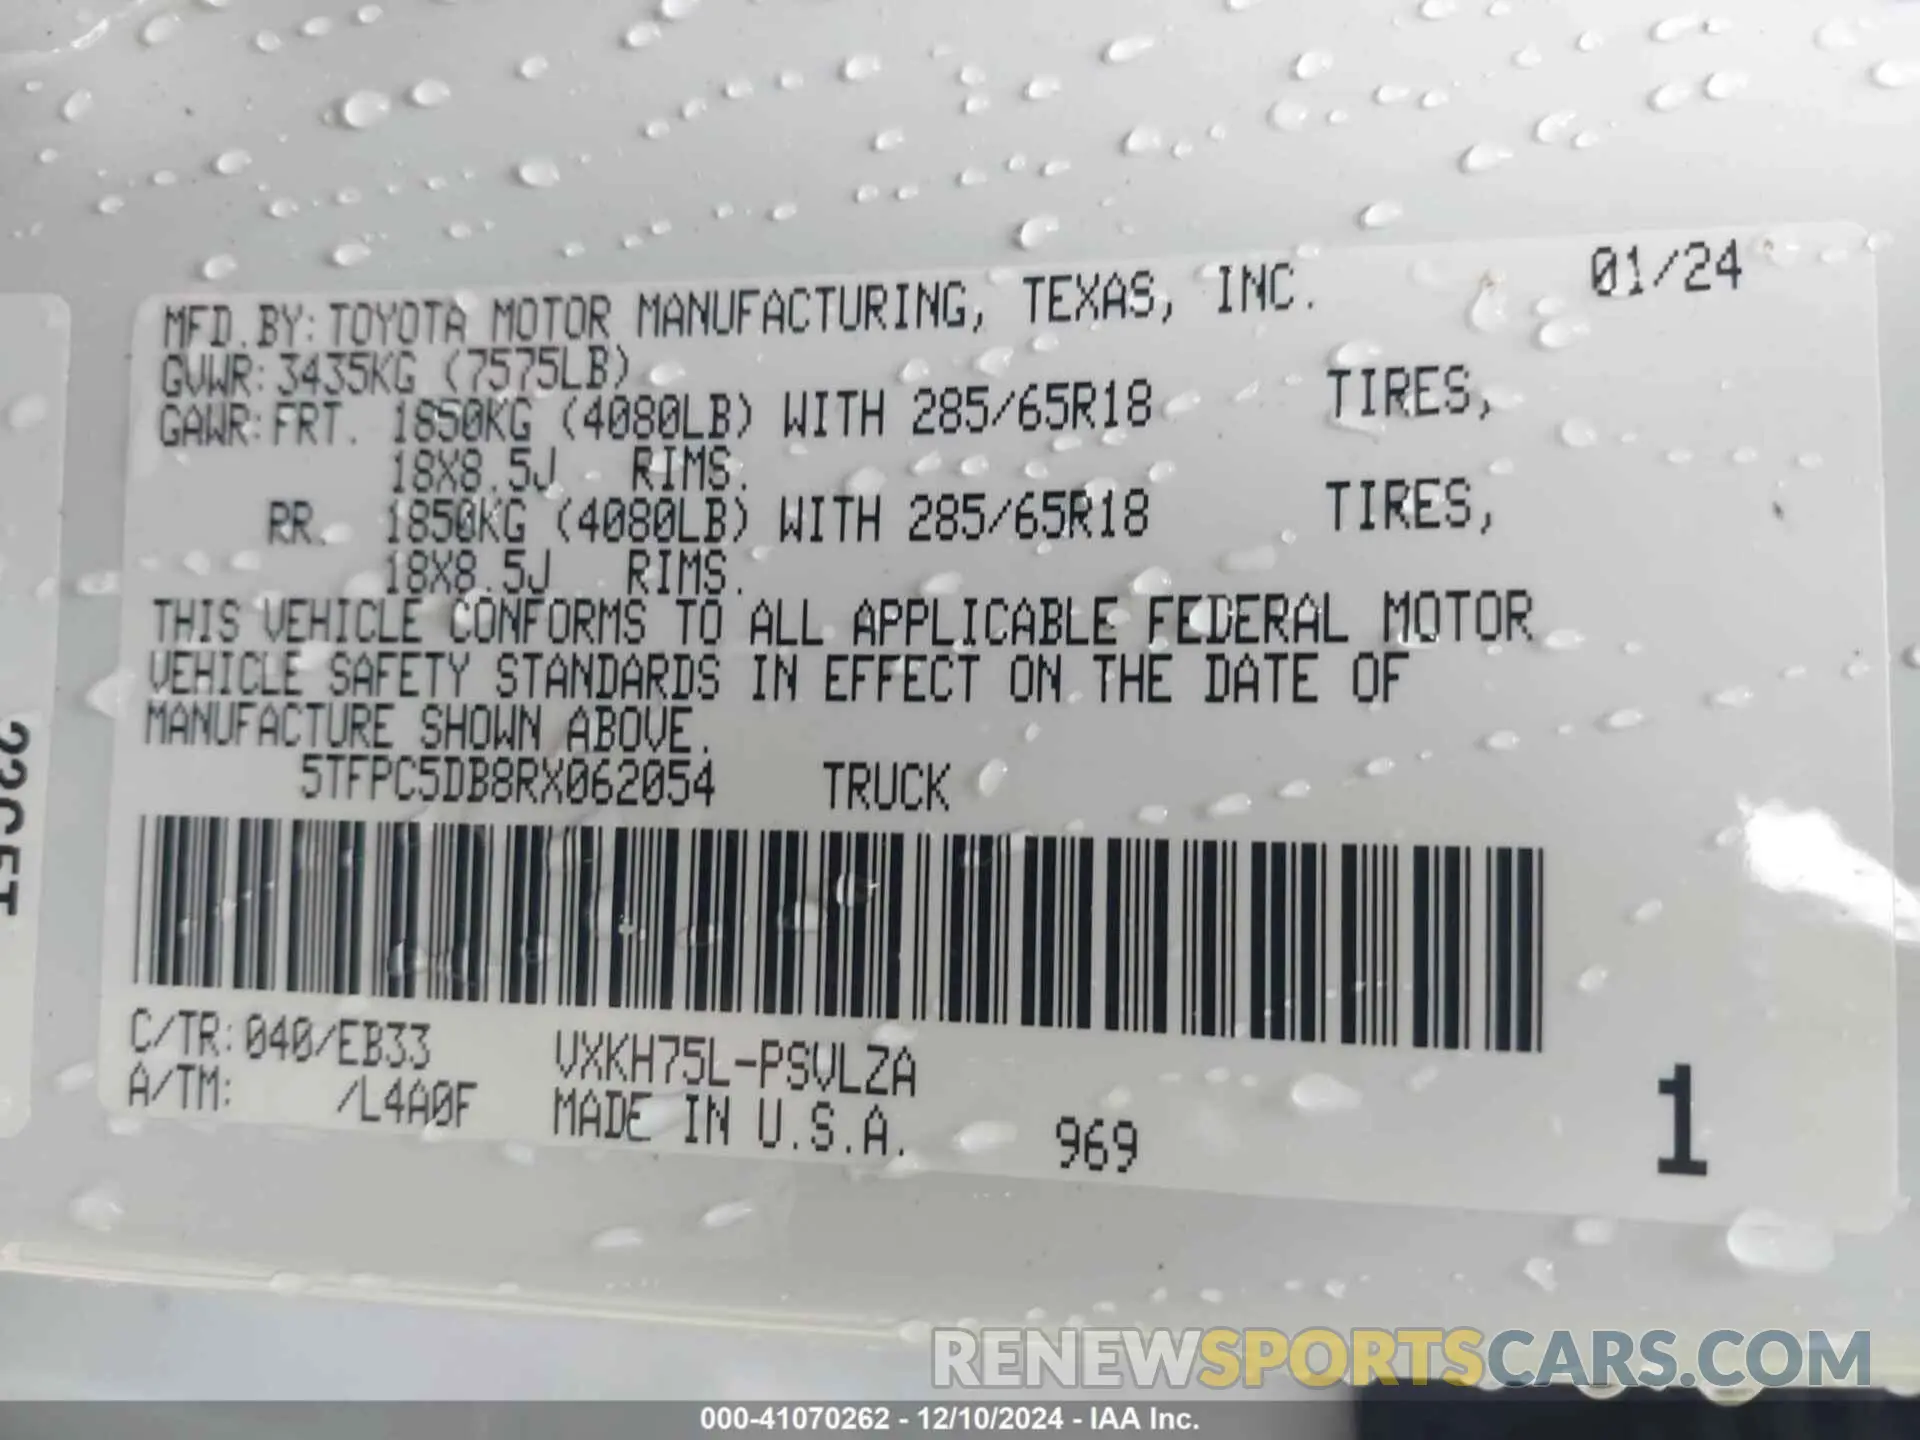 MFD.BY:TOYOTA MOTOR MANUFACTURING, TEXAS, INC. 01/24
GVWR:3435KG (7575LB)
GAWR:FRT. 1850KG (4080LB) WITH 285/65R18 TIRES,
18X8.5J RIMS.
RR. 1850KG (4080LB) WITH 285/65R18 TIRES,
18X8.5J RIMS.
THIS VEHICLE CONFORMS TO ALL APPLICABLE FEDERAL MOTOR
VEHICLE SAFETY STANDARDS IN EFFECT ON THE DATE OF
MANUFACTURE SHOWN ABOVE.
5TFPC5DB8RX062054 TRUCK
C/TR:040/EB33 VXKH75L-PSVLZA
A/TM: /L4A0F MADE IN U.S.A. 969 1
RENEWSPORTSCARS.COM
000-41070262 - 12/10/2024 - IAA Inc.